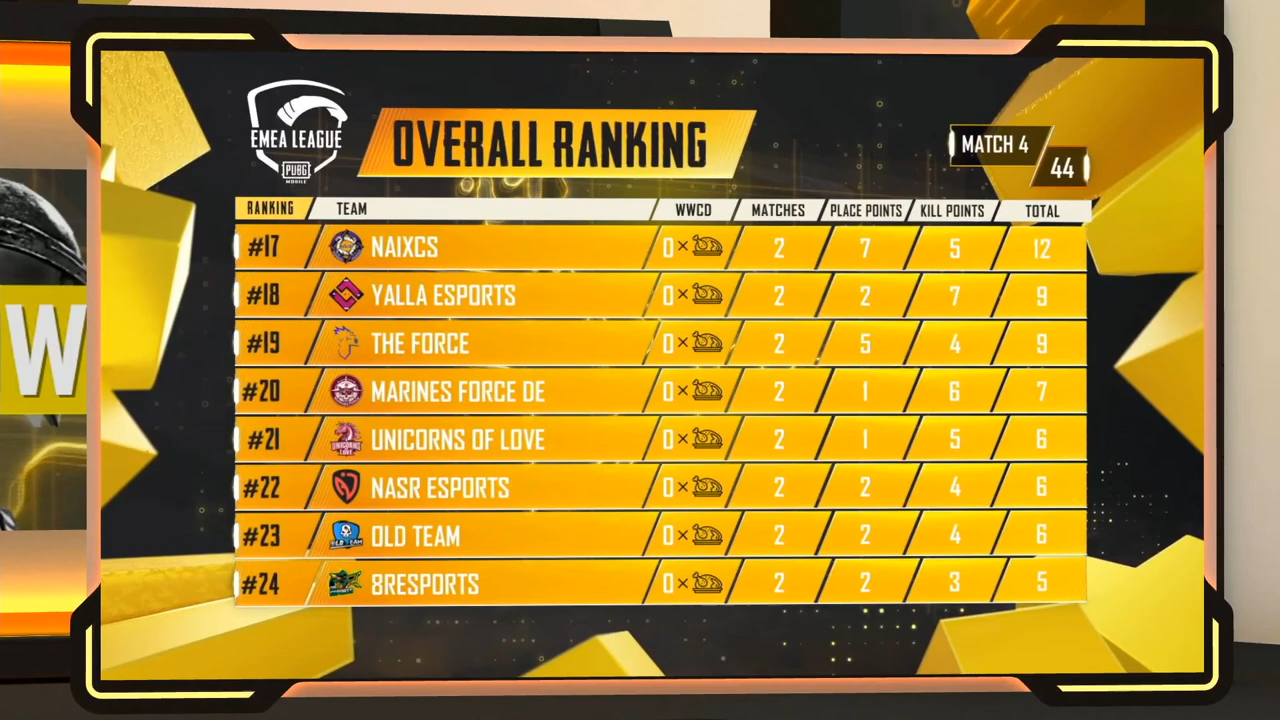 EMEA LEAGUE
PUBG
MOBILE
OVERALL RANKING
MATCH 4
44
RANKING TEAM WWCD MATCHES PLACE POINTS KILL POINTS TOTAL
#17 NAIXCS 0 × 2 7 5 12
#18 YALLA ESPORTS 0 × 2 2 7 9
#19 THE FORCE 0 × 2 5 4 9
#20 MARINES FORCE DE 0 × 2 1 6 7
#21 UNICORNS OF LOVE 0 × 2 1 5 6
#22 NASR ESPORTS 0 × 2 2 4 6
#23 OLD TEAM 0 × 2 2 4 6
#24 8RESPORTS 0 × 2 2 3 5
W